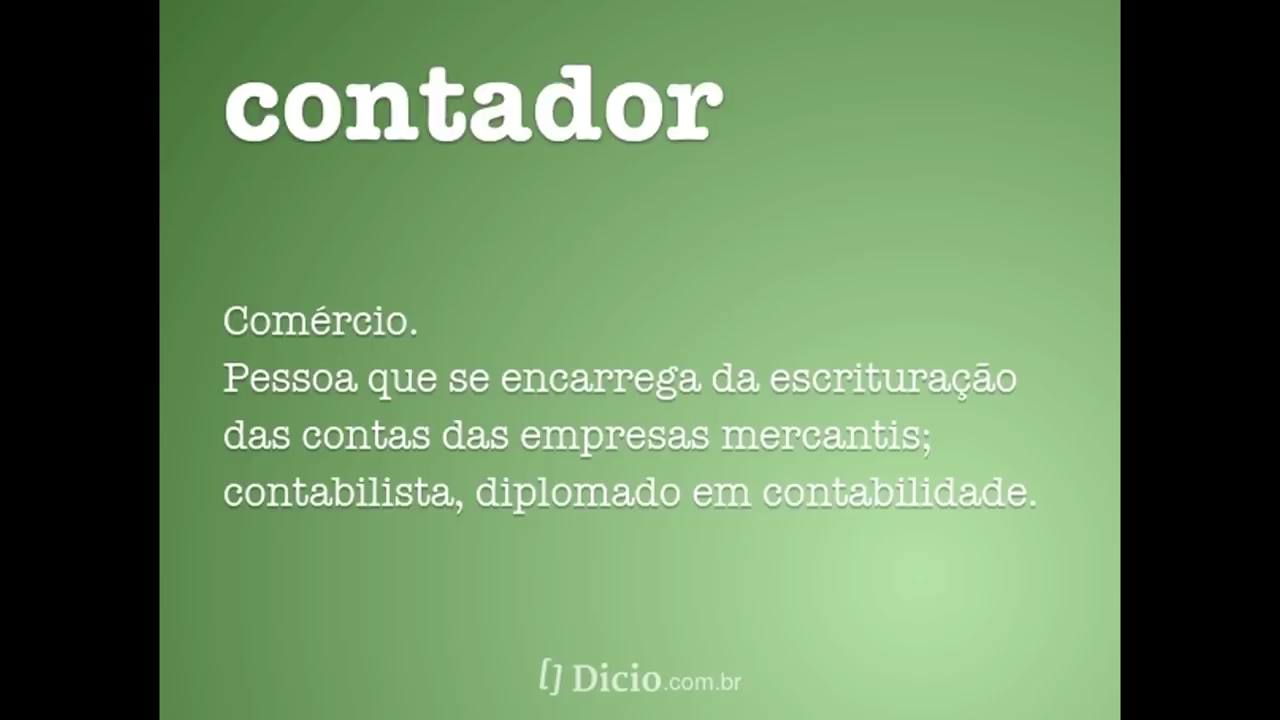 contador
Comércio.
Pessoa que se encarrega da escrituração
das contas das empresas mercantis;
contabilista, diplomado em contabilidade.
[] Dicio.com.br